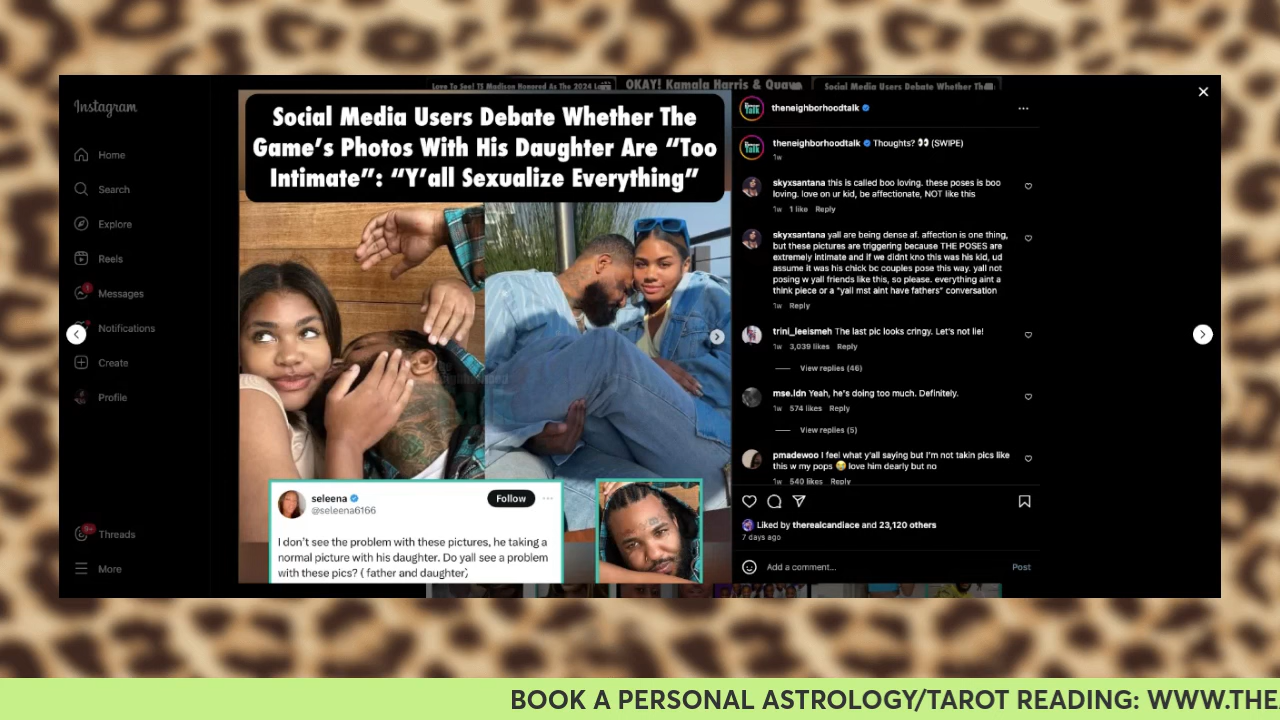 Love To See! TS Madison Honored As The 2024
OKAY! Kamala Harris &
Social Media Users Debate Whether
Instagram
Home
Search
Explore
Reels
1
Messages
Notifications
Create
Profile
9+
Threads
More
Social Media Users Debate Whether The
Game's Photos With His Daughter Are "Too
Intimate": "Y'all Sexualize Everything"
seleena
@seleena6166
Follow
I don't see the problem with these pictures, he taking a
normal picture with his daughter. Do yall see a problem
with these pics? ( father and daughter)
theneighborhoodtalk
theneighborhoodtalk Thoughts? 👀 (SWIPE)
1w
skyxsantana this is called boo loving. these poses is boo
loving. love on ur kid, be affectionate, NOT like this
1w 1 like Reply
skyxsantana yall are being dense af. affection is one thing,
but these pictures are triggering because THE POSES are
extremely intimate and if we didnt kno this was his kid, ud
assume it was his chick bc couples pose this way. yall not
posing w yall friends like this, so please. everything aint a
think piece or a "yall mst aint have fathers" conversation
1w Reply
trini_leeismeh The last pic looks cringy. Let's not lie!
1w 3,039 likes Reply
View replies (46)
mse.ldn Yeah, he's doing too much. Definitely.
1w 574 likes Reply
View replies (5)
pmadewoo I feel what y'all saying but I'm not takin pics like
this w my pops 😂 love him dearly but no
1w 540 likes Reply
Liked by therealcandiace and 23,120 others
7 days ago
Add a comment...
Post
BOOK A PERSONAL ASTROLOGY/TAROT READING: WWW.THE